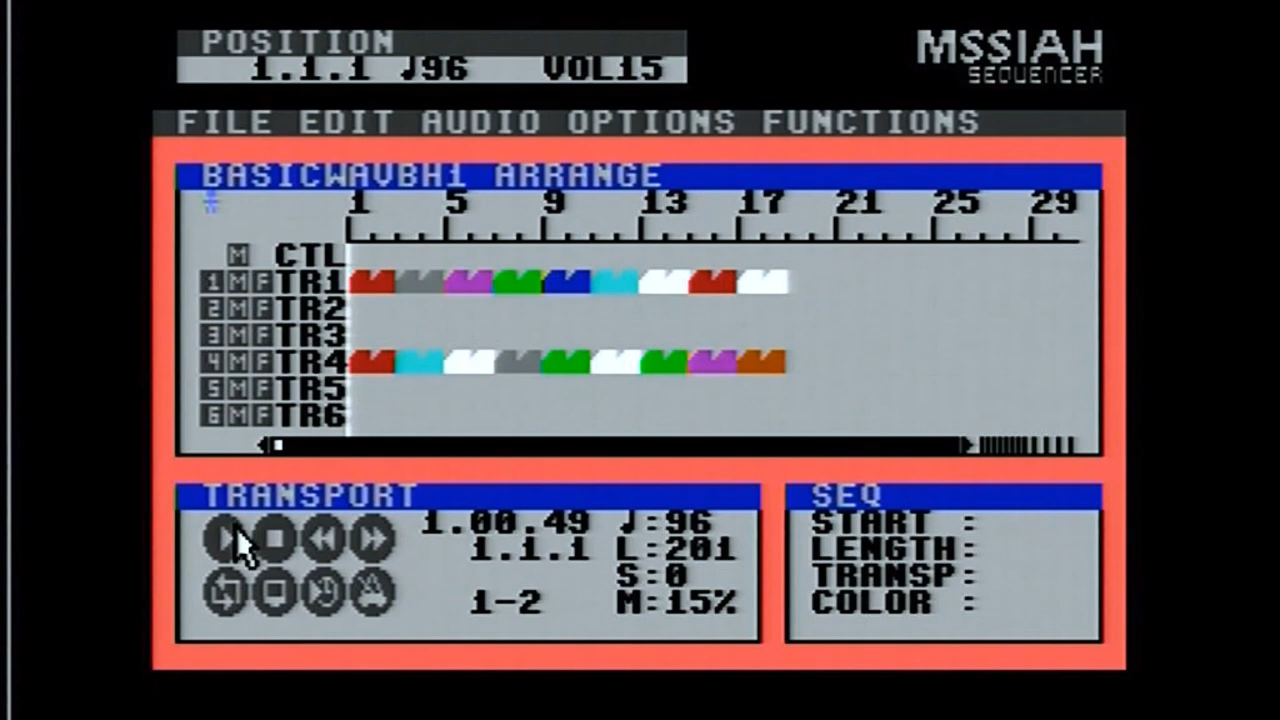 POSITION
1.1.1 ♩96 VOL15
MSSIAH
SEQUENCER
FILE EDIT AUDIO OPTIONS FUNCTIONS
BASICWAVBH1 ARRANGE
# 1 5 9 13 17 21 25 29
M CTL
1 M F TR1
2 M F TR2
3 M F TR3
4 M F TR4
5 M F TR5
6 M F TR6
TRANSPORT
1.00.49 ♩:96
1.1.1 L:201
S:0
1-2 M:15%
SEQ
START :
LENGTH:
TRANSP:
COLOR :